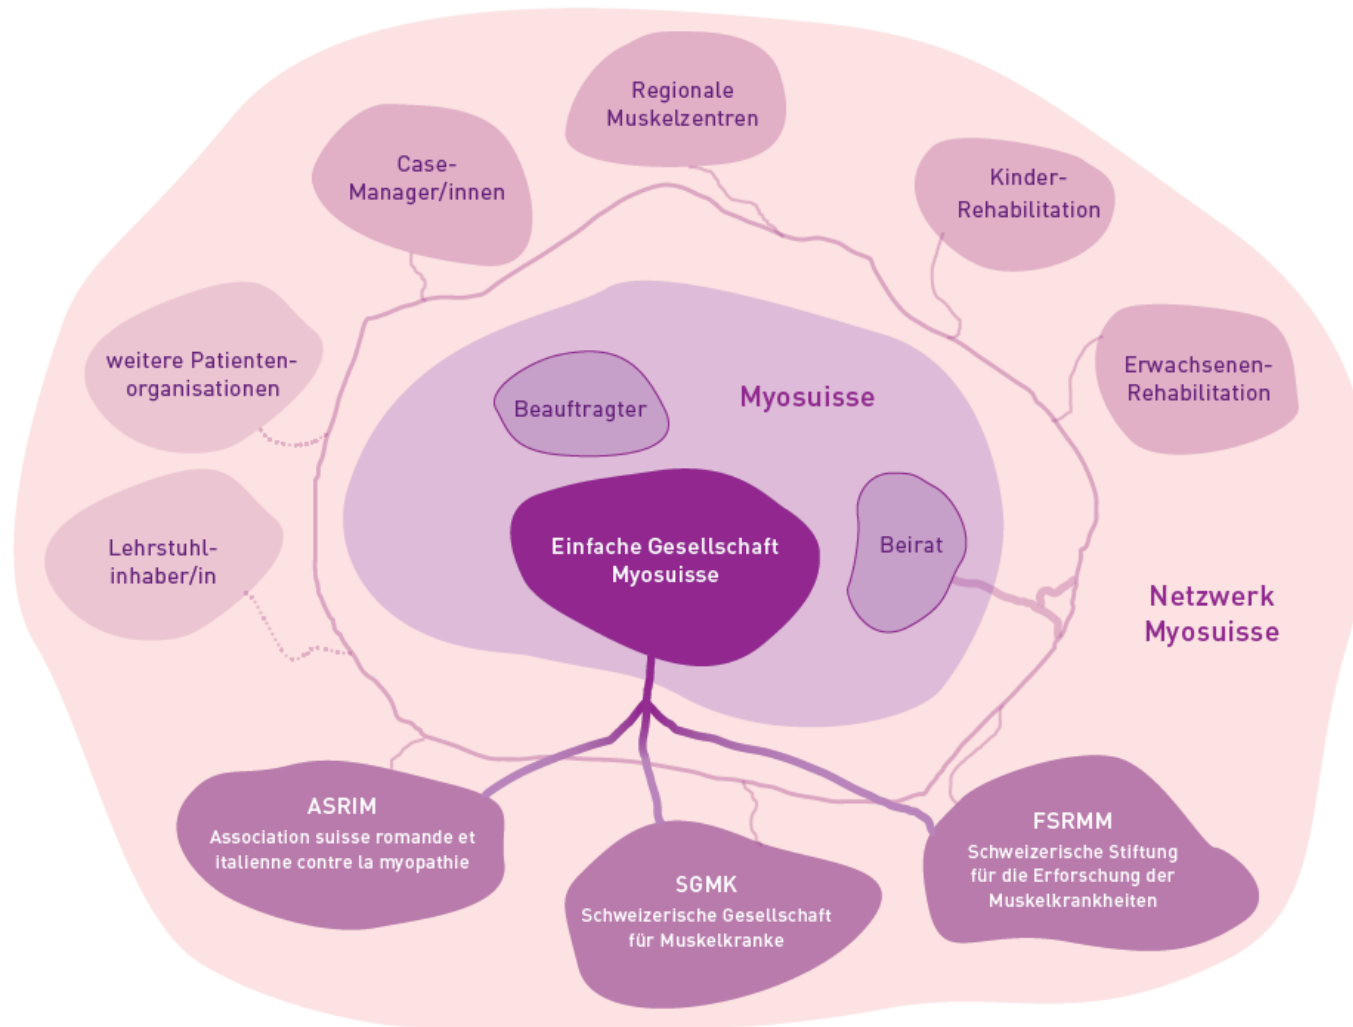 Regionale
Muskelzentren
Case-
Manager/innen
Kinder-
Rehabilitation
weitere Patienten-
organisationen
Erwachsenen-
Rehabilitation
Myosuisse
Beauftragter
Einfache Gesellschaft
Myosuisse
Beirat
Lehrstuhl-
inhaber/in
Netzwerk
Myosuisse
ASRIM
Association suisse romande et
italienne contre la myopathie
SGMK
Schweizerische Gesellschaft
für Muskelkranke
FSRMM
Schweizerische Stiftung
für die Erforschung der
Muskelkrankheiten